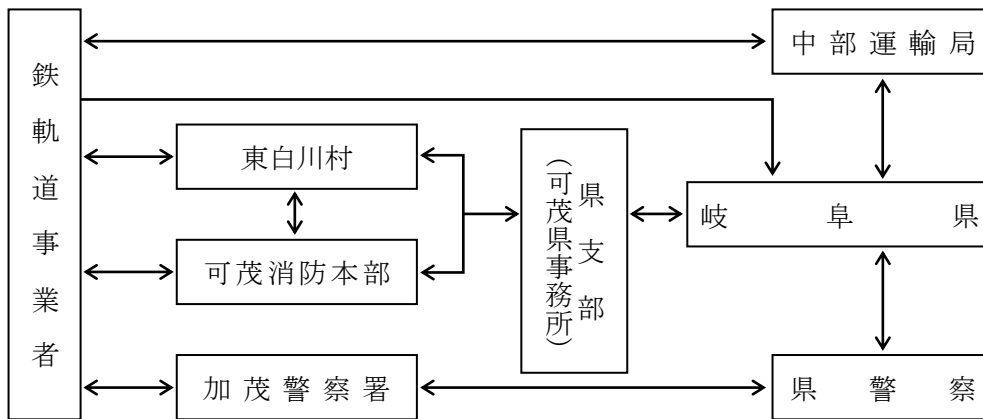 鉄軌道事業者
中部運輸局
東白川村
県支部
(可茂県事務所)
岐阜県
可茂消防本部
加茂警察署
県警察